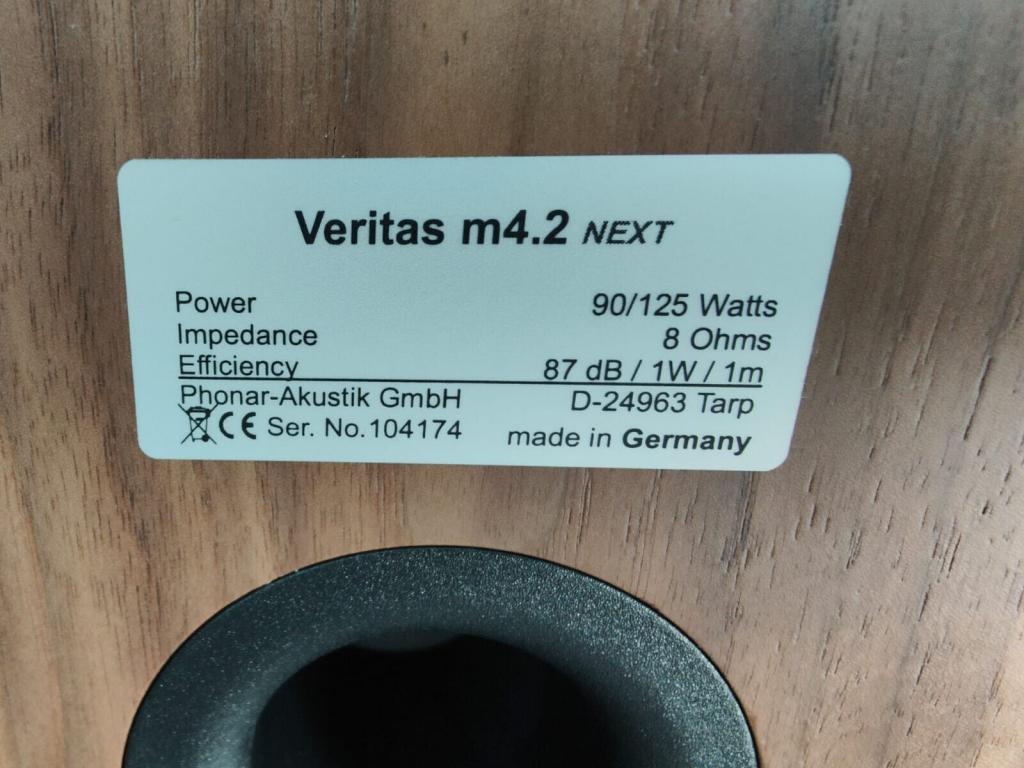 Veritas m4.2 NEXT
Power 90/125 Watts
Impedance 8 Ohms
Efficiency 87 dB / 1W / 1m
Phonar-Akustik GmbH D-24963 Tarp
CE Ser. No.104174 made in Germany